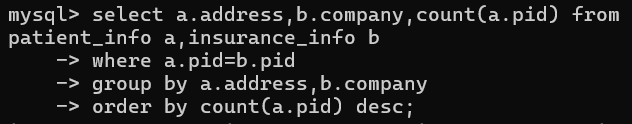 mysql> select a.address,b.company,count(a.pid) from
patient_info a,insurance_info b
    -> where a.pid=b.pid
    -> group by a.address,b.company
    -> order by count(a.pid) desc;